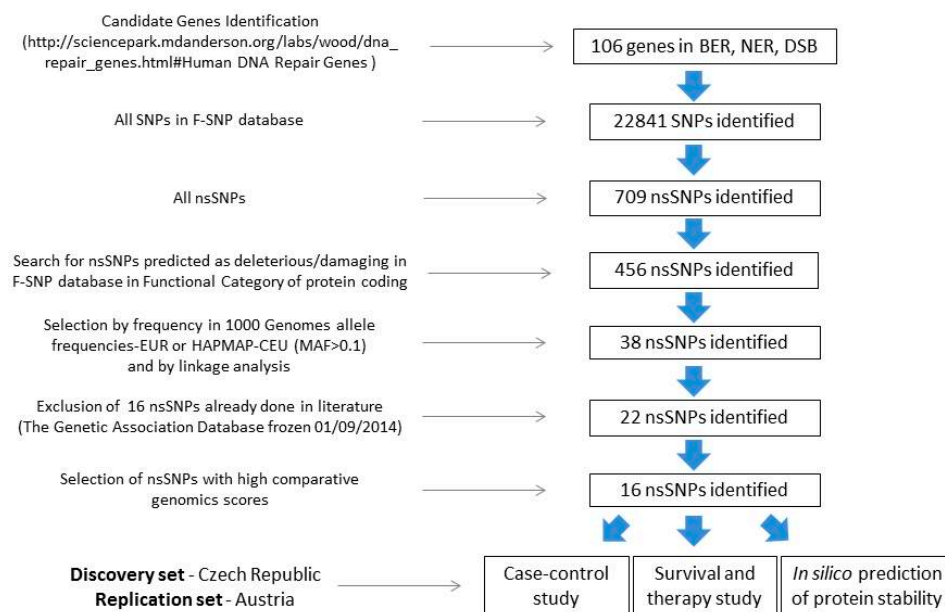 Candidate Genes Identification
(http://sciencepark.mdanderson.org/labs/wood/dna_
repair_genes.html#Human DNA Repair Genes )
106 genes in BER, NER, DSB
All SNPs in F-SNP database
22841 SNPs identified
All nsSNPs
709 nsSNPs identified
Search for nsSNPs predicted as deleterious/damaging in
F-SNP database in Functional Category of protein coding
456 nsSNPs identified
Selection by frequency in 1000 Genomes allele
frequencies-EUR or HAPMAP-CEU (MAF>0.1)
and by linkage analysis
38 nsSNPs identified
Exclusion of 16 nsSNPs already done in literature
(The Genetic Association Database frozen 01/09/2014)
22 nsSNPs identified
Selection of nsSNPs with high comparative
genomics scores
16 nsSNPs identified
Discovery set - Czech Republic
Replication set - Austria
Case-control
study
Survival and
therapy study
In silico prediction
of protein stability